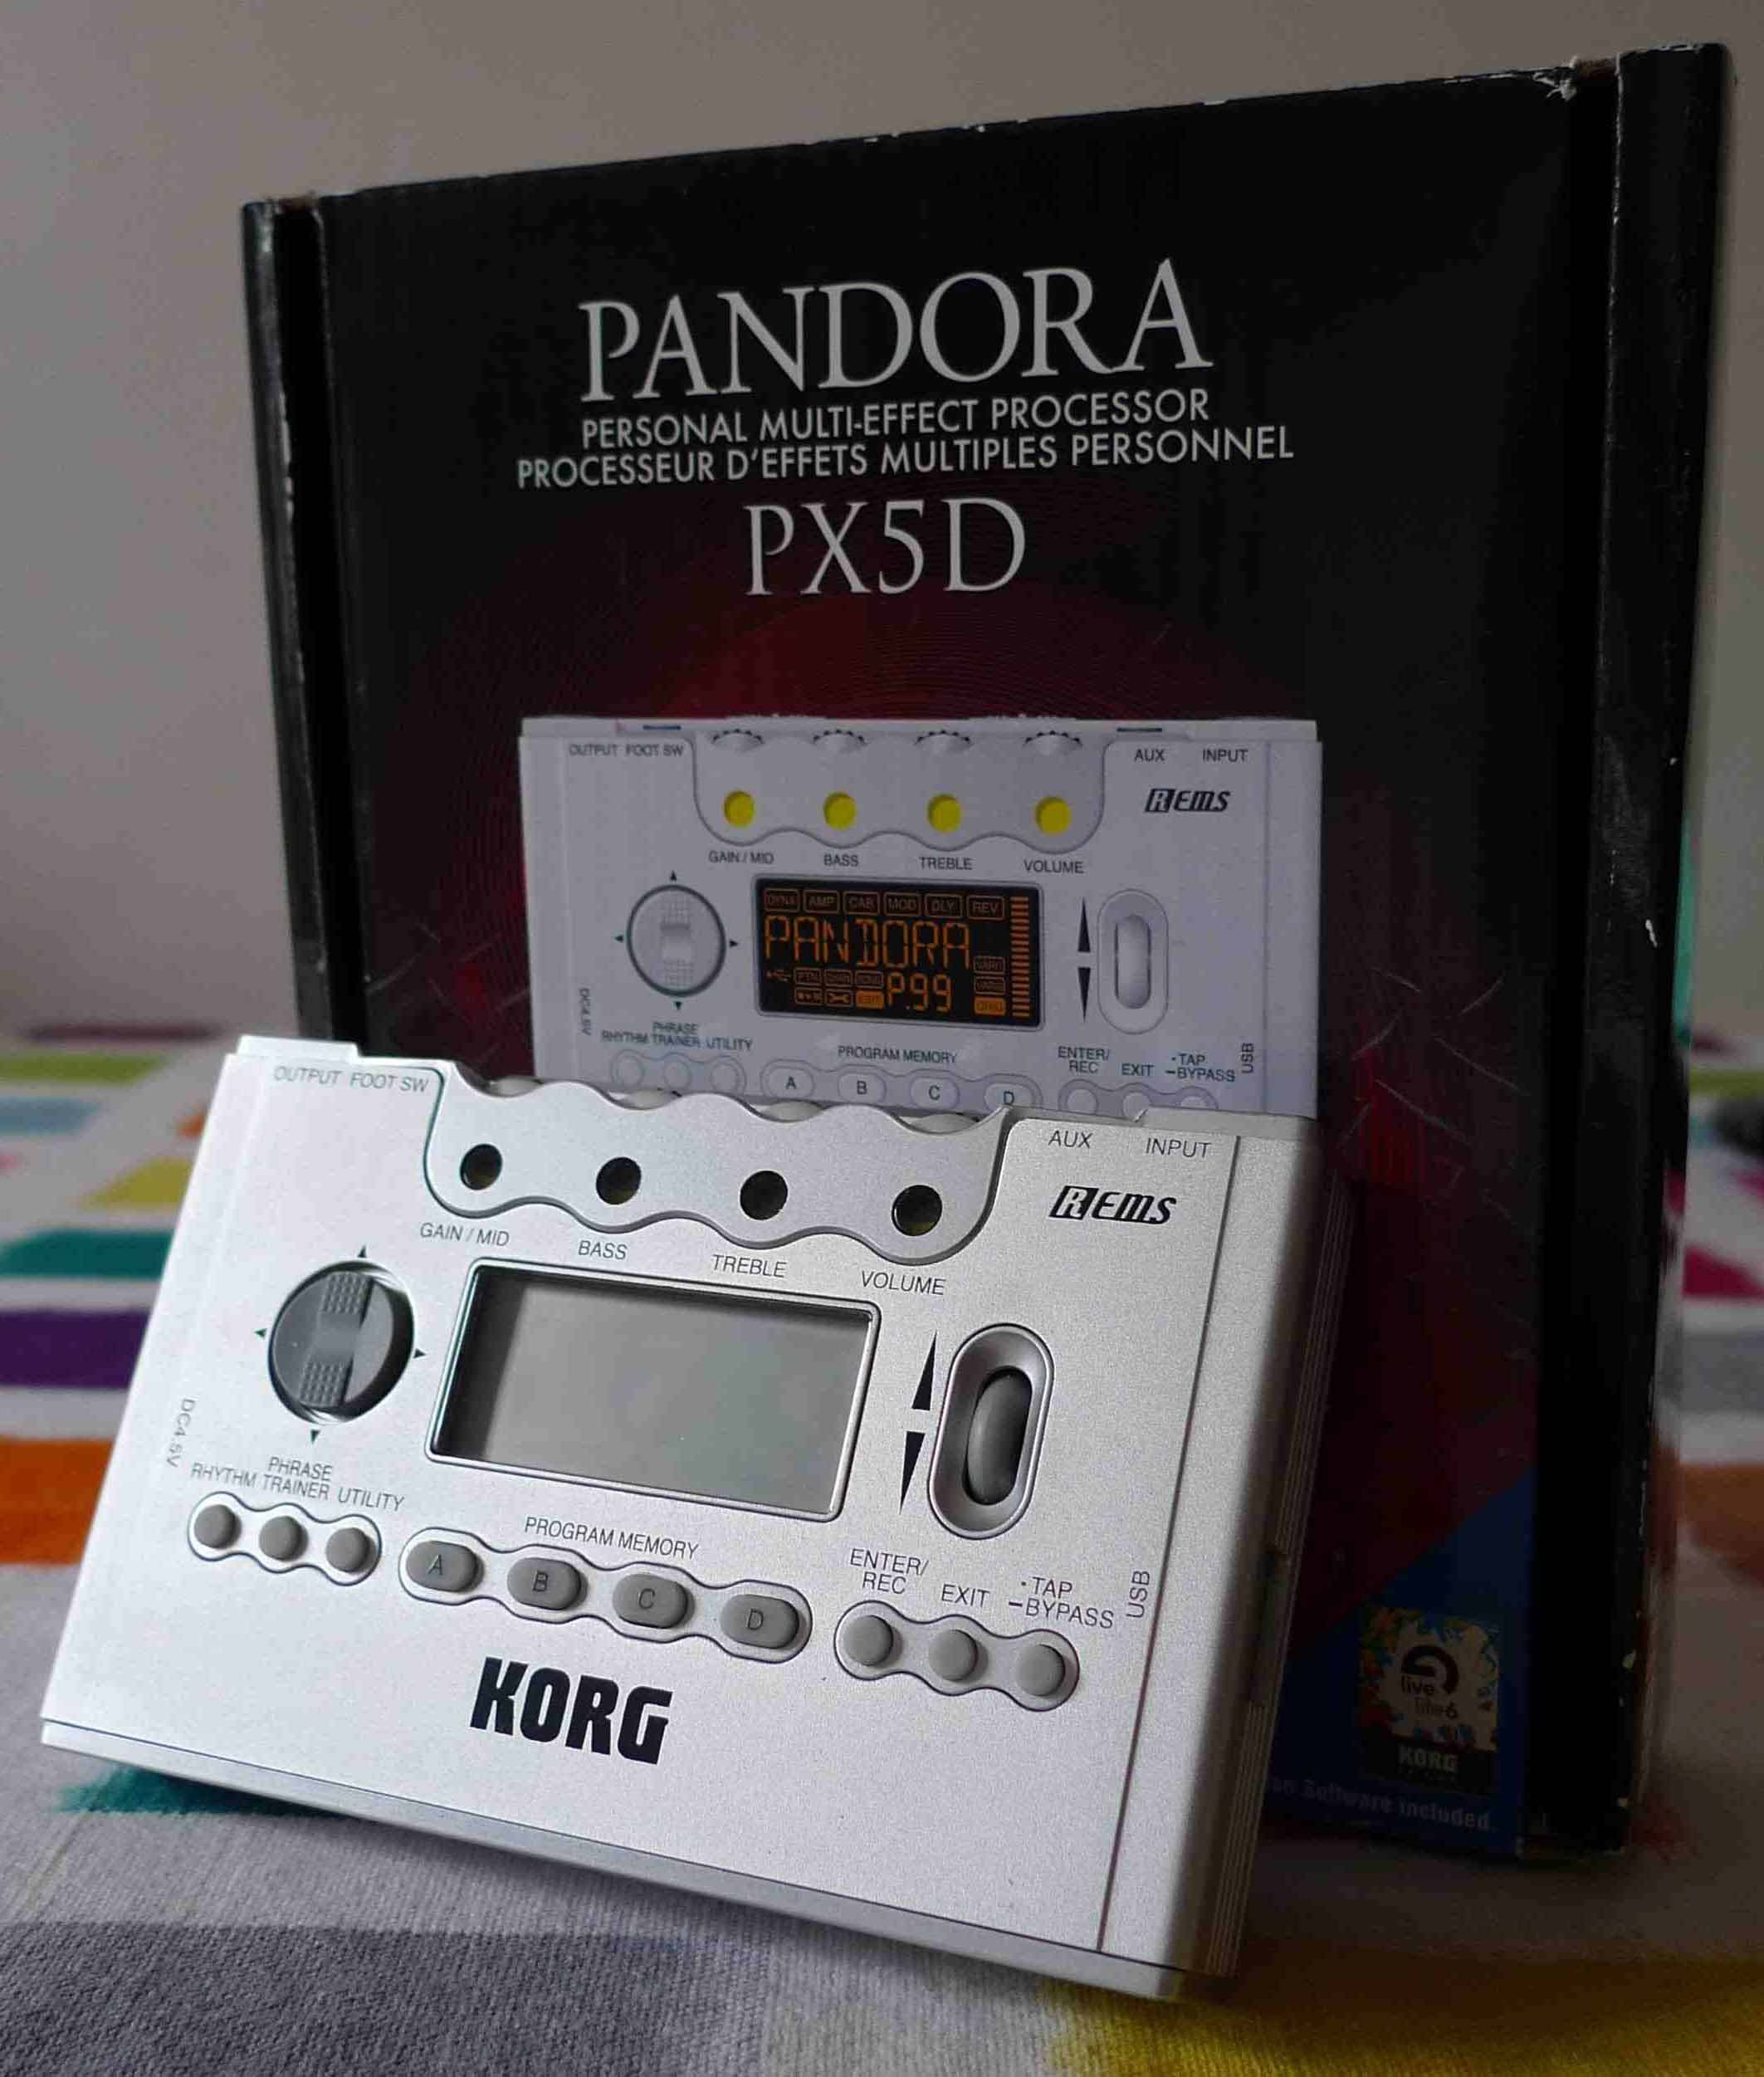 PANDORA
PERSONAL MULTI-EFFECT PROCESSOR
PROCESSEUR D'EFFETS MULTIPLES PERSONNEL
PX5D
OUTPUT FOOT SW
AUX INPUT
REMS
GAIN / MID BASS TREBLE VOLUME
DYNA AMP CAB MOD DLY REV
PANDORA
P.99
DC4.5V
PHRASE
RHYTHM TRAINER UTILITY
PROGRAM MEMORY
A B C D
ENTER/
REC EXIT
•TAP
–BYPASS
USB
OUTPUT FOOT SW
AUX INPUT
REMS
GAIN / MID BASS TREBLE VOLUME
DC4.5V
PHRASE
RHYTHM TRAINER UTILITY
PROGRAM MEMORY
A B C D
ENTER/
REC EXIT
•TAP
–BYPASS
USB
KORG
live
lite 6
KORG
Software included.